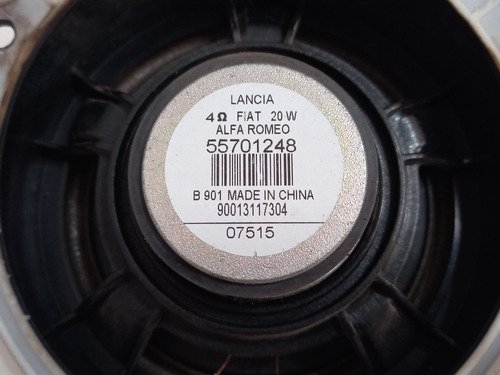 LANCIA
4Ω FIAT 20 W
ALFA ROMEO
55701248
B 901 MADE IN CHINA
90013117304
07515